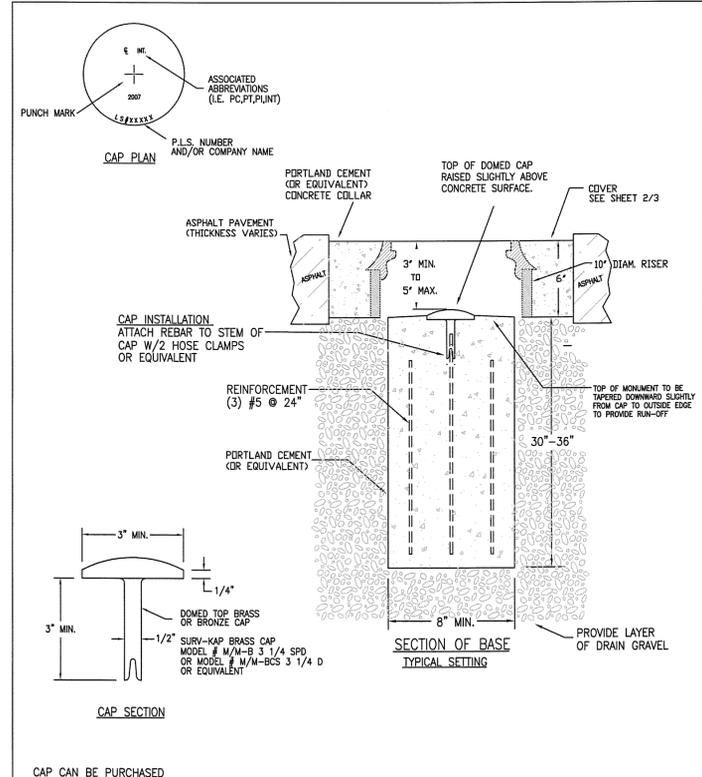 ℄ INT.
ASSOCIATED
ABBREVIATIONS
(I.E. PC,PT,PI,INT)
PUNCH MARK
2007
LS#XXXXX
P.L.S. NUMBER
AND/OR COMPANY NAME
CAP PLAN
PORTLAND CEMENT
(OR EQUIVALENT)
CONCRETE COLLAR
TOP OF DOMED CAP
RAISED SLIGHTLY ABOVE
CONCRETE SURFACE.
COVER
SEE SHEET 2/3
ASPHALT PAVEMENT
(THICKNESS VARIES)
ASPHALT
3" MIN.
TO
5" MAX.
6"
10" DIAM. RISER
ASPHALT
CAP INSTALLATION
ATTACH REBAR TO STEM OF
CAP W/2 HOSE CLAMPS
OR EQUIVALENT
REINFORCEMENT
(3) #5 @ 24"
TOP OF MONUMENT TO BE
TAPERED DOWNWARD SLIGHTLY
FROM CAP TO OUTSIDE EDGE
TO PROVIDE RUN-OFF
30"-36"
PORTLAND CEMENT
(OR EQUIVALENT)
3" MIN.
1/4"
3" MIN.
DOMED TOP BRASS
OR BRONZE CAP
1/2"
SURV-KAP BRASS CAP
MODEL # M/M-B 3 1/4 SPD
OR MODEL # M/M-BCS 3 1/4 D
OR EQUIVALENT
CAP SECTION
8" MIN.
SECTION OF BASE
TYPICAL SETTING
PROVIDE LAYER
OF DRAIN GRAVEL
CAP CAN BE PURCHASED